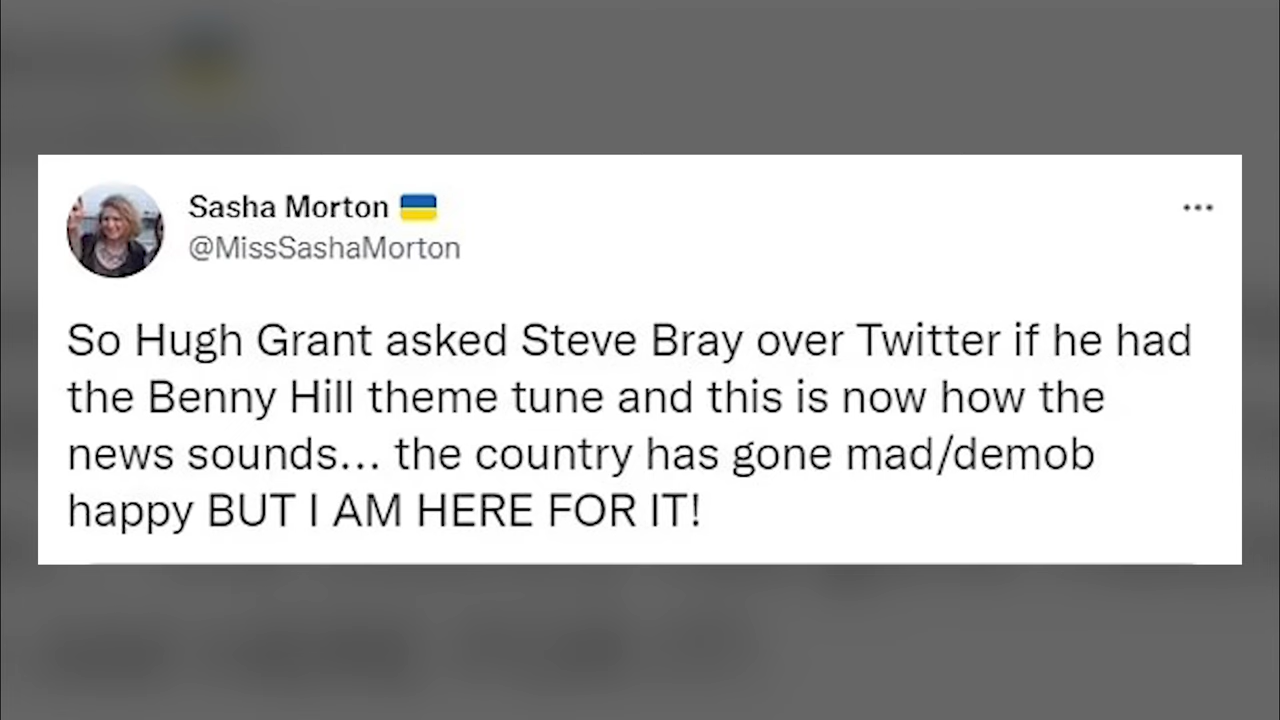 Sasha Morton
@MissSashaMorton
So Hugh Grant asked Steve Bray over Twitter if he had
the Benny Hill theme tune and this is now how the
news sounds... the country has gone mad/demob
happy BUT I AM HERE FOR IT!